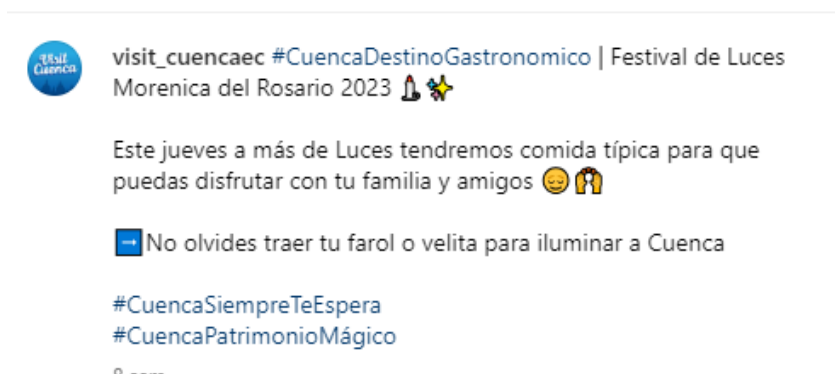 Visit
Cuenca
visit_cuencaec #CuencaDestinoGastronomico | Festival de Luces
Morenica del Rosario 2023 🕯️✨
Este jueves a más de Luces tendremos comida típica para que
puedas disfrutar con tu familia y amigos 😌🙌
➡️No olvides traer tu farol o velita para iluminar a Cuenca
#CuencaSiempreTeEspera
#CuencaPatrimonioMágico